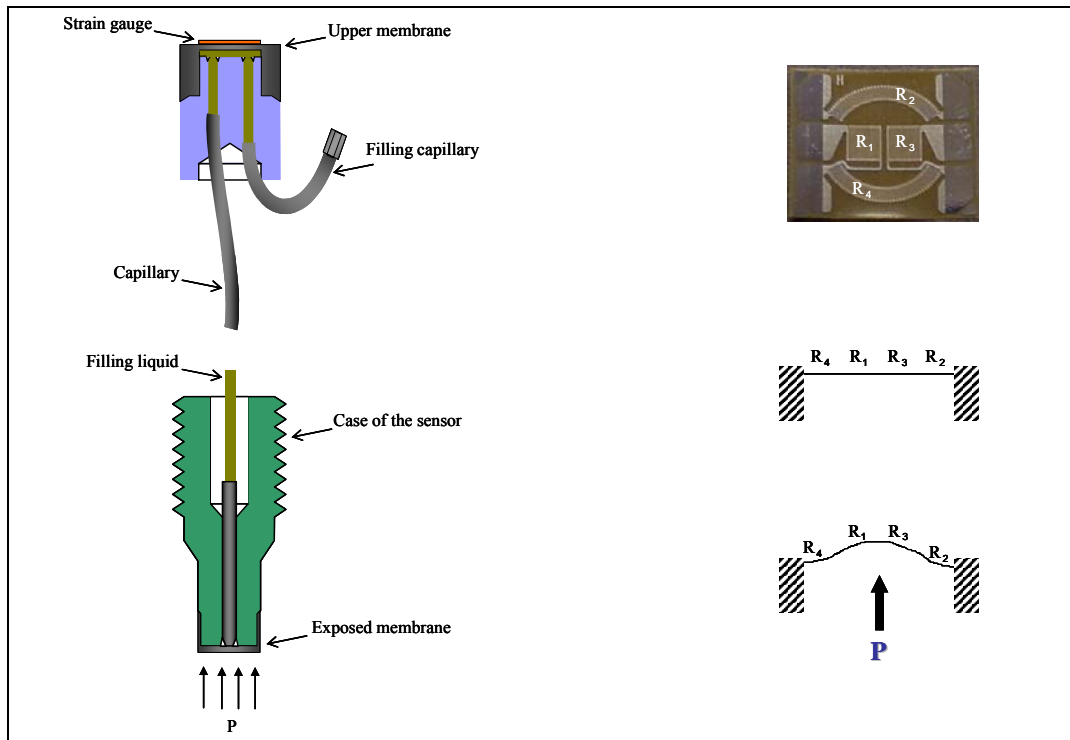 Strain gauge
Upper membrane
Filling capillary
Capillary
Filling liquid
Case of the sensor
Exposed membrane
P
H
R2
R1 R3
R4
R4 R1 R3 R2
R1 R3
R4 R2
P